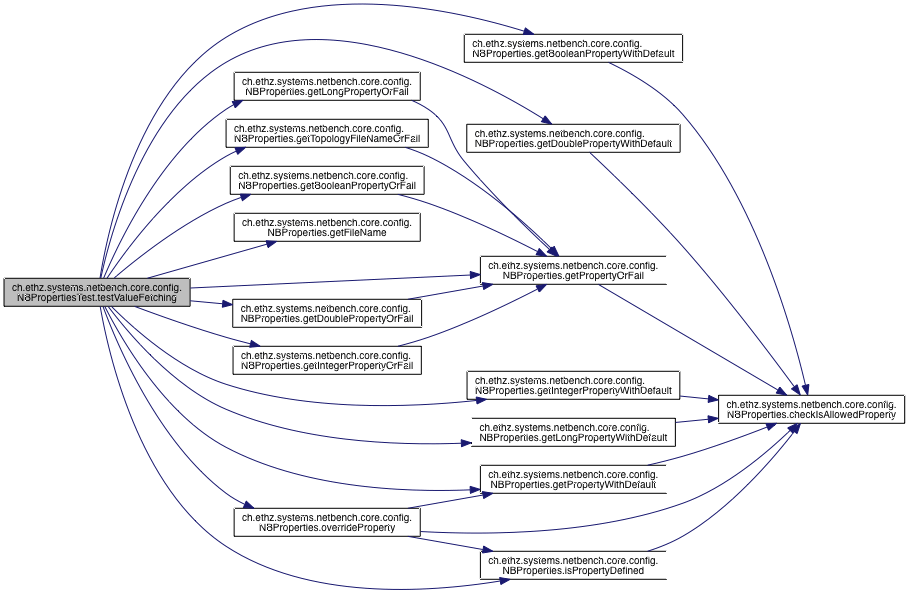 ch.ethz.systems.netbench.core.config.
NBProperties.getBooleanPropertyWithDefault
ch.ethz.systems.netbench.core.config.
NBProperties.getLongPropertyOrFail
ch.ethz.systems.netbench.core.config.
NBProperties.getTopologyFileNameOrFail
ch.ethz.systems.netbench.core.config.
NBProperties.getDoublePropertyWithDefault
ch.ethz.systems.netbench.core.config.
NBProperties.getBooleanPropertyOrFail
ch.ethz.systems.netbench.core.config.
NBProperties.getFileName
ch.ethz.systems.netbench.core.config.
NBProperties.getPropertyOrFail
ch.ethz.systems.netbench.core.config.
NBPropertiesTest.testValueFetching
ch.ethz.systems.netbench.core.config.
NBProperties.getDoublePropertyOrFail
ch.ethz.systems.netbench.core.config.
NBProperties.getIntegerPropertyOrFail
ch.ethz.systems.netbench.core.config.
NBProperties.getIntegerPropertyWithDefault
ch.ethz.systems.netbench.core.config.
NBProperties.checkIsAllowedProperty
ch.ethz.systems.netbench.core.config.
NBProperties.getLongPropertyWithDefault
ch.ethz.systems.netbench.core.config.
NBProperties.getPropertyWithDefault
ch.ethz.systems.netbench.core.config.
NBProperties.overrideProperty
ch.ethz.systems.netbench.core.config.
NBProperties.isPropertyDefined